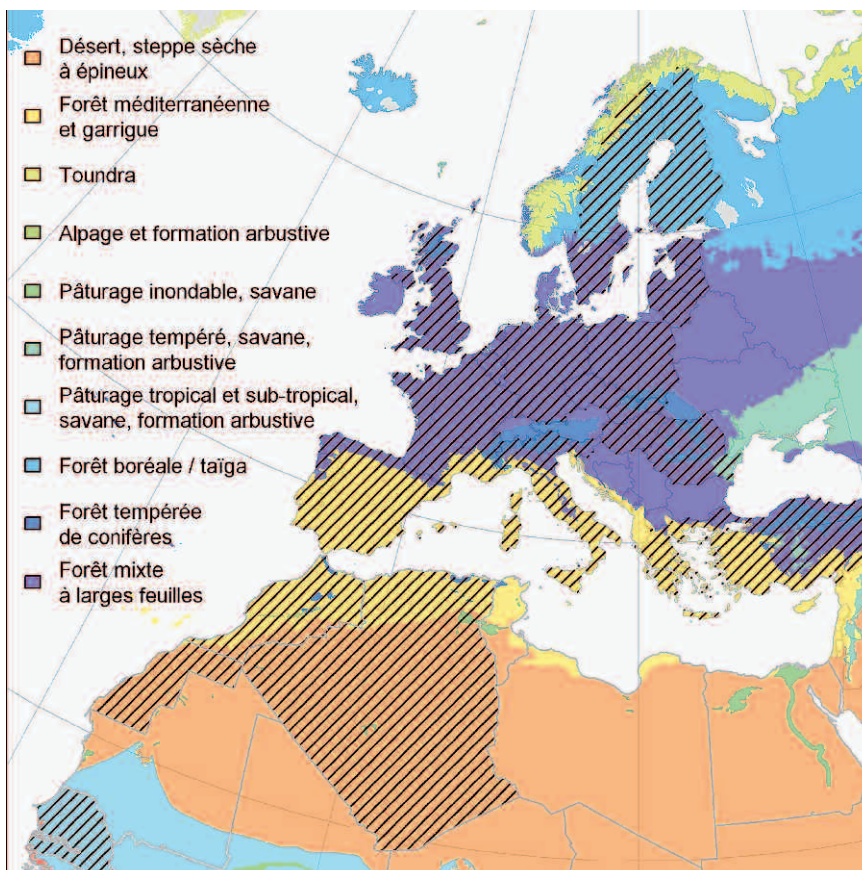 Désert, steppe sèche
à épineux
Forêt méditerranéenne
et garrigue
Toundra
Alpage et formation arbustive
Pâturage inondable, savane
Pâturage tempéré, savane,
formation arbustive
Pâturage tropical et sub-tropical,
savane, formation arbustive
Forêt boréale / taïga
Forêt tempérée
de conifères
Forêt mixte
à larges feuilles